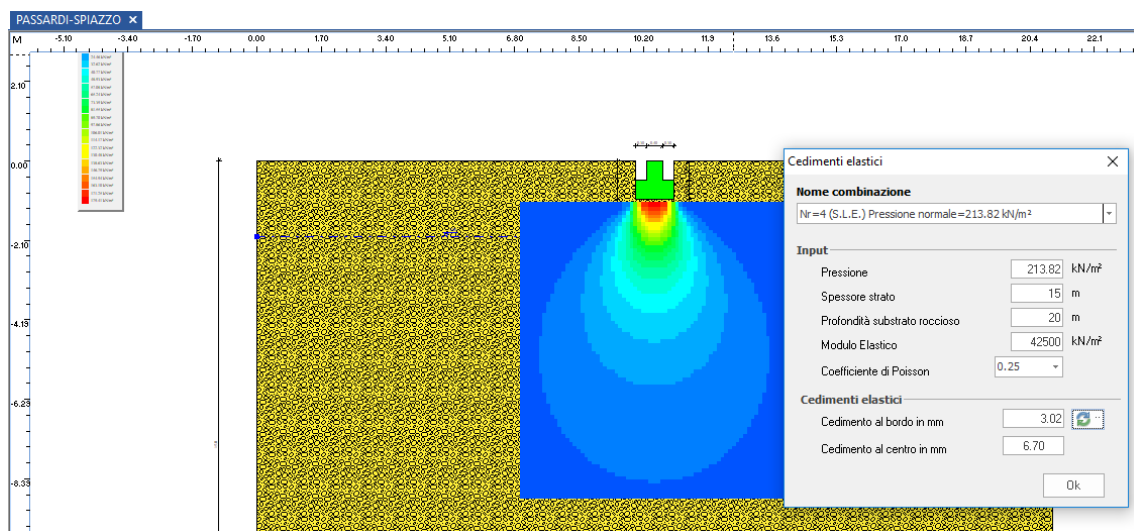 PASSARDI-SPIAZZO ×
M -5.10 -3.40 -1.70 0.00 1.70 3.40 5.10 6.80 8.50 10.20 11.9 13.6 15.3 17.0 18.7 20.4 22.1
2.10
0.00
-2.10
-4.15
-6.25
-8.35
Cedimenti elastici
Nome combinazione
Nr=4 (S.L.E.) Pressione normale=213.82 kN/m²
Input
Pressione 213.82 kN/m²
Spessore strato 15 m
Profondità substrato roccioso 20 m
Modulo Elastico 42500 kN/m²
Coefficiente di Poisson 0.25
Cedimenti elastici
Cedimento al bordo in mm 3.02
Cedimento al centro in mm 6.70
Ok